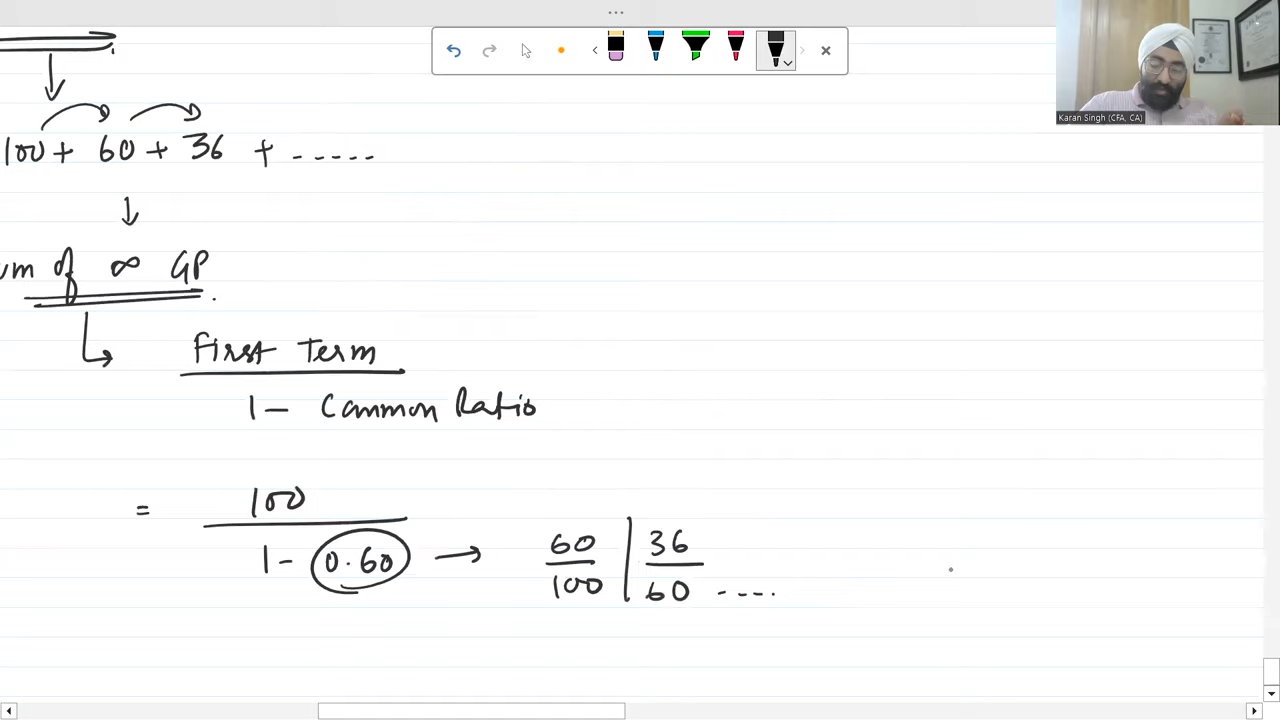 Karan Singh (CFA, CA)
100 + 60 + 36 + -----
um of ∞ GP
First Term
1 - Common Ratio
= 100
1 - 0.60 → 60/100 | 36/60 ----